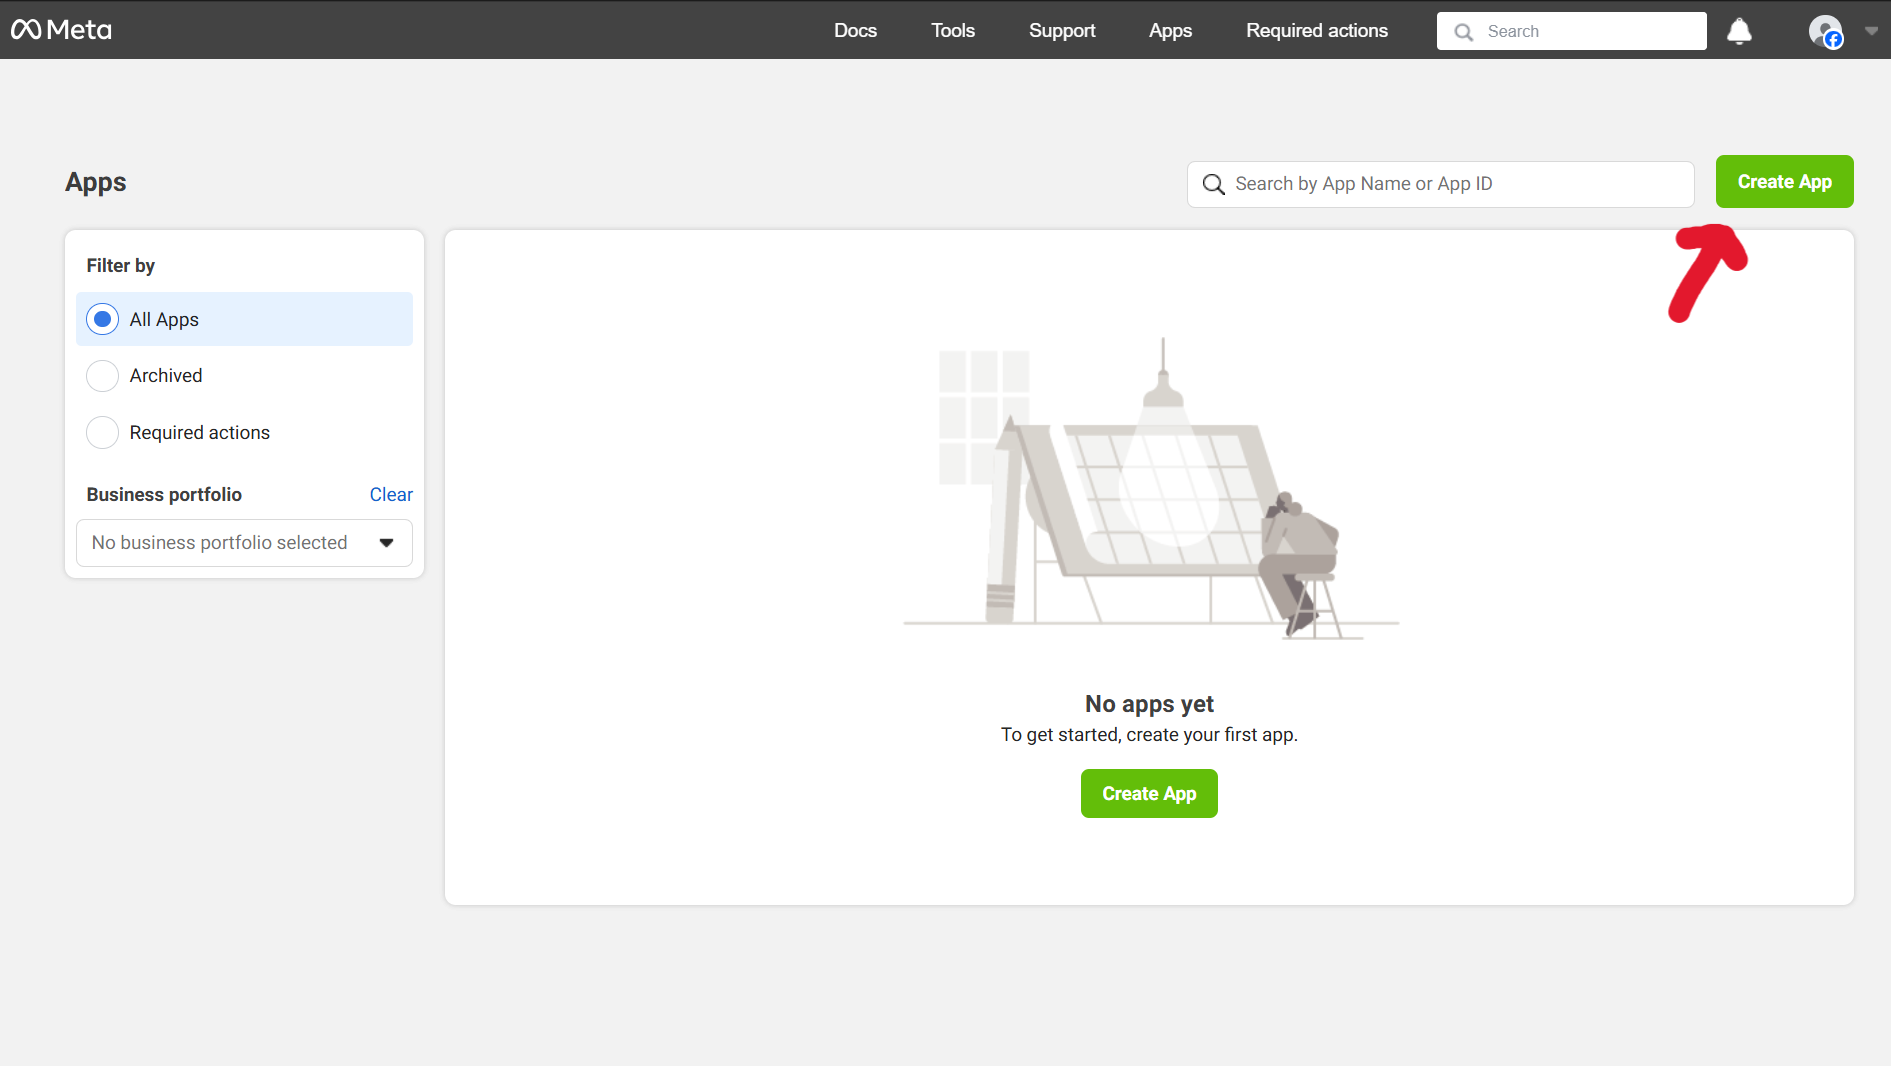 Meta
Docs Tools Support Apps Required actions Search
Apps
Search by App Name or App ID
Create App
Filter by
All Apps
Archived
Required actions
Business portfolio Clear
No business portfolio selected
No apps yet
To get started, create your first app.
Create App